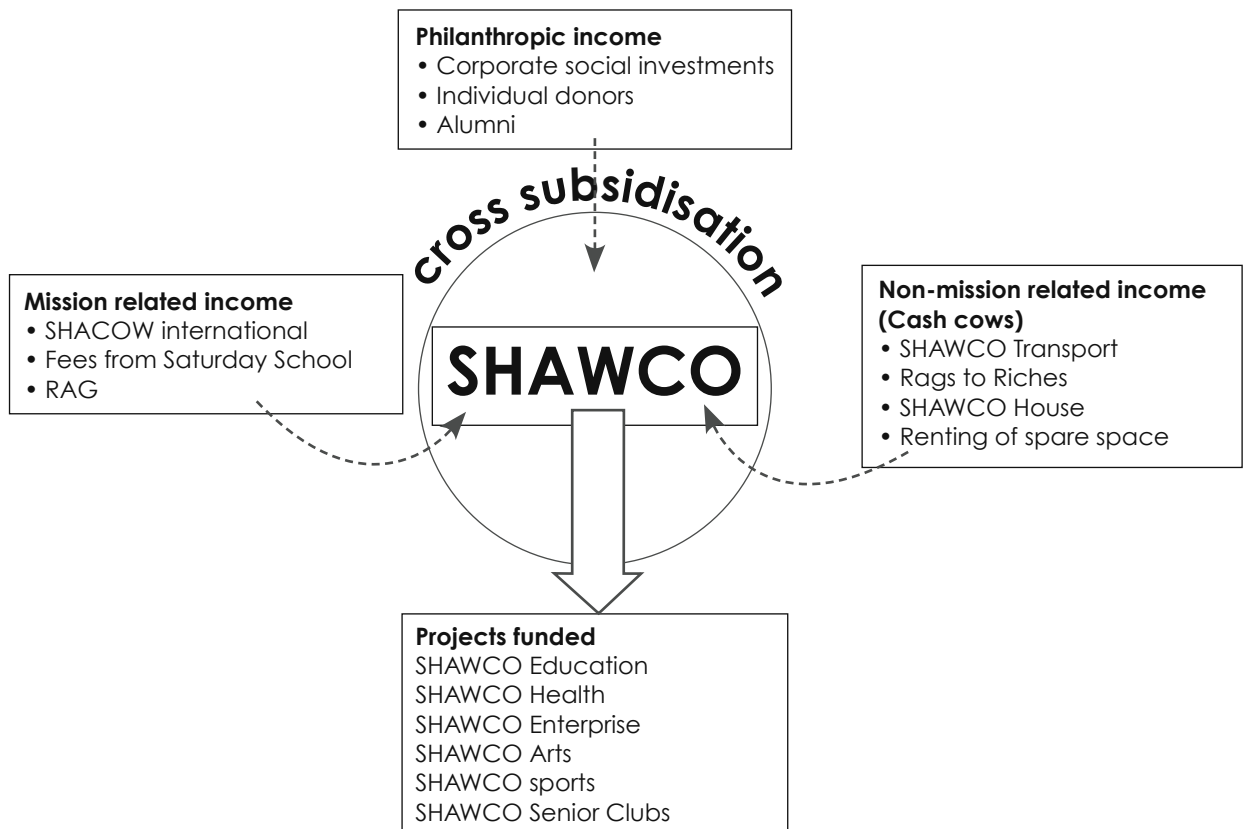 Philanthropic income
• Corporate social investments
• Individual donors
• Alumni
cross subsidisation
Mission related income
• SHACOW international
• Fees from Saturday School
• RAG
SHAWCO
Non-mission related income
(Cash cows)
• SHAWCO Transport
• Rags to Riches
• SHAWCO House
• Renting of spare space
Projects funded
SHAWCO Education
SHAWCO Health
SHAWCO Enterprise
SHAWCO Arts
SHAWCO sports
SHAWCO Senior Clubs